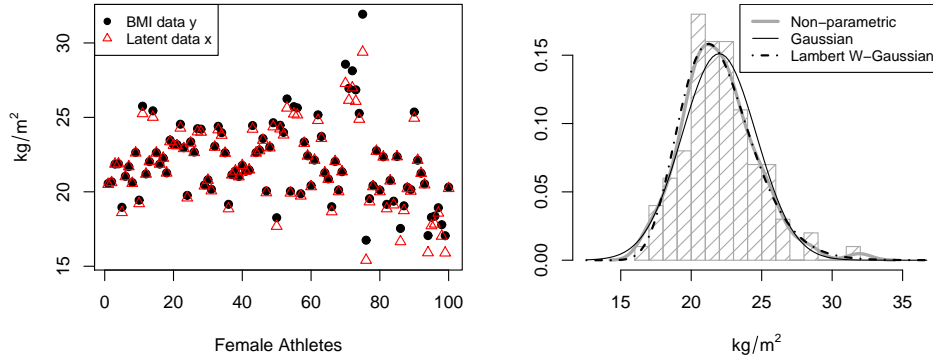 BMI data y
Latent data x
kg/m²
30
25
20
15
0 20 40 60 80 100
Female Athletes
Non−parametric
Gaussian
Lambert W−Gaussian
0.15
0.10
0.05
0.00
15 20 25 30 35
kg/m²